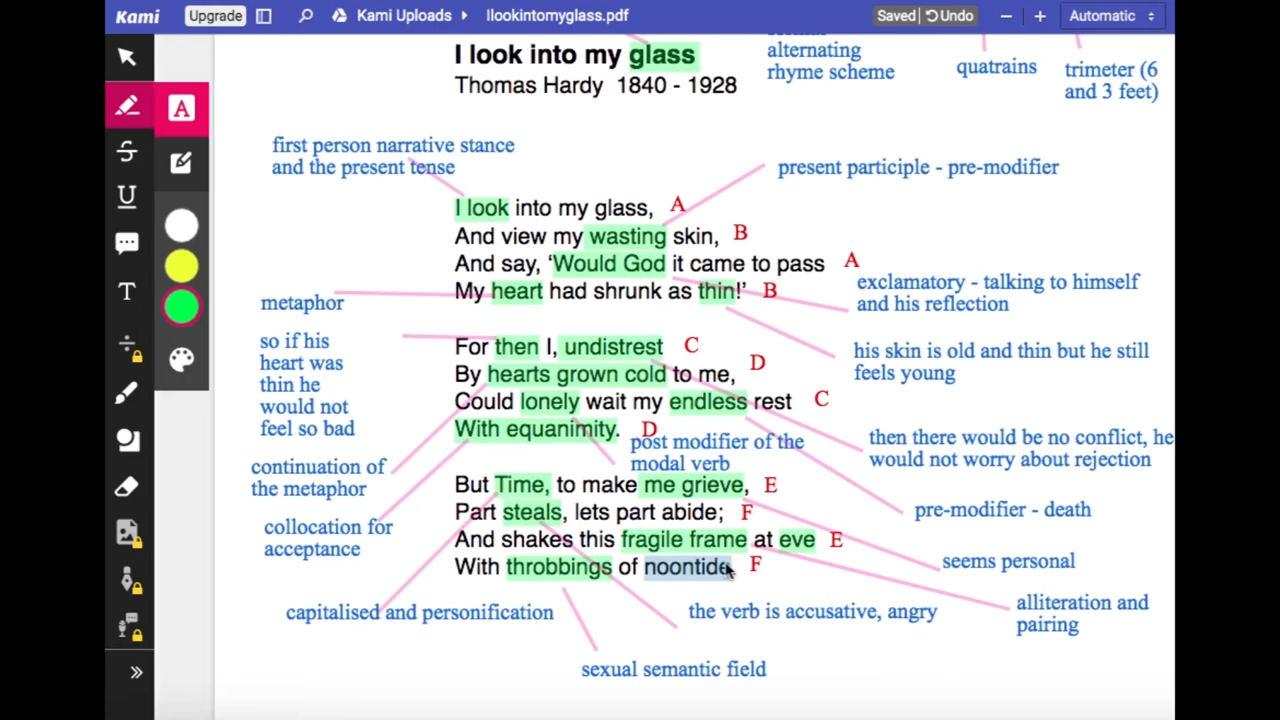 Kami Upgrade Kami Uploads Ilookintomyglass.pdf Saved Undo Automatic
alternating
rhyme scheme
quatrains
trimeter (6
and 3 feet)
I look into my glass
Thomas Hardy 1840 - 1928
first person narrative stance
and the present tense
present participle - pre-modifier
I look into my glass, A
And view my wasting skin, B
And say, ‘Would God it came to pass A
My heart had shrunk as thin!’ B
exclamatory - talking to himself
and his reflection
metaphor
so if his
heart was
thin he
would not
feel so bad
his skin is old and thin but he still
feels young
For then I, undistrest C
By hearts grown cold to me, D
Could lonely wait my endless rest C
With equanimity. D
post modifier of the
modal verb
then there would be no conflict, he
would not worry about rejection
continuation of
the metaphor
collocation for
acceptance
pre-modifier - death
But Time, to make me grieve, E
Part steals, lets part abide; F
And shakes this fragile frame at eve E
With throbbings of noontide F
seems personal
alliteration and
pairing
capitalised and personification
the verb is accusative, angry
sexual semantic field